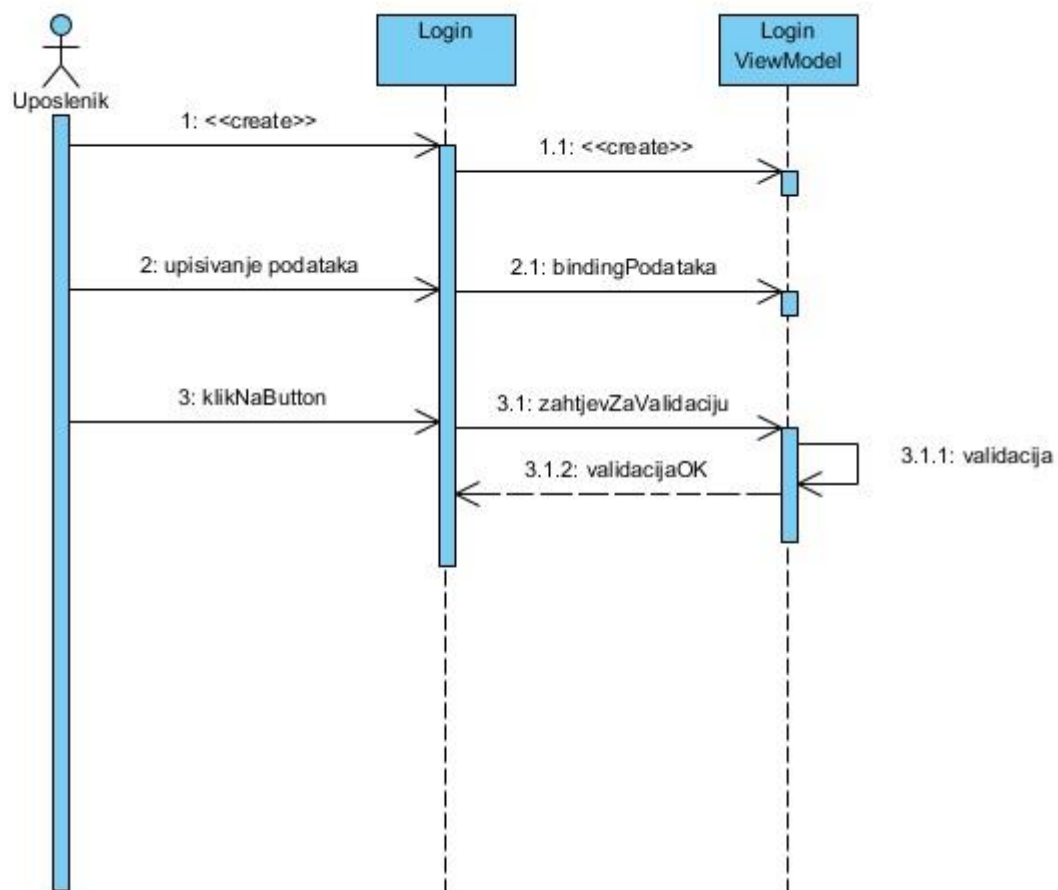 Login
Login
ViewModel
Uposlenik
1: <<create>>
1.1: <<create>>
2: upisivanje podataka
2.1: bindingPodataka
3: klikNaButton
3.1: zahtjevZaValidaciju
3.1.1: validacija
3.1.2: validacijaOK